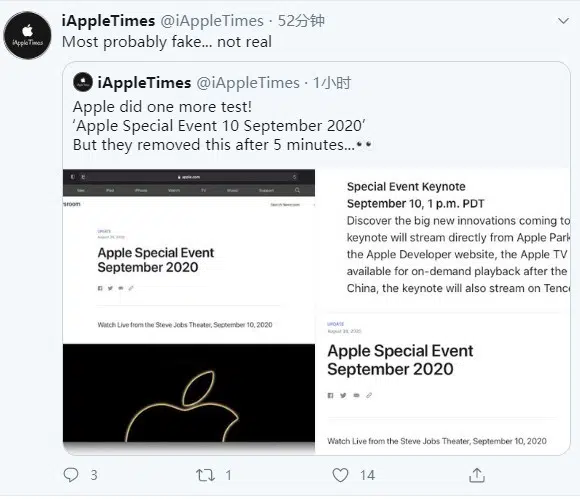 iAppleTimes @iAppleTimes · 52分钟
Most probably fake... not real
iAppleTimes @iAppleTimes · 1小时
Apple did one more test!
‘Apple Special Event 10 September 2020’
But they removed this after 5 minutes...👀
apple.com
Mac iPad iPhone Watch TV Music Support
sroom
UPDATE
August 20, 2020
Apple Special Event
September 2020
Watch Live from the Steve Jobs Theater, September 10, 2020
Special Event Keynote
September 10, 1 p.m. PDT
Discover the big new innovations coming to
keynote will stream directly from Apple Park
the Apple Developer website, the Apple TV
available for on-demand playback after the
China, the keynote will also stream on Tence
UPDATE
August 20, 2020
Apple Special Event
September 2020
Watch Live from the Steve Jobs Theater, September 10, 2020
3 1 14